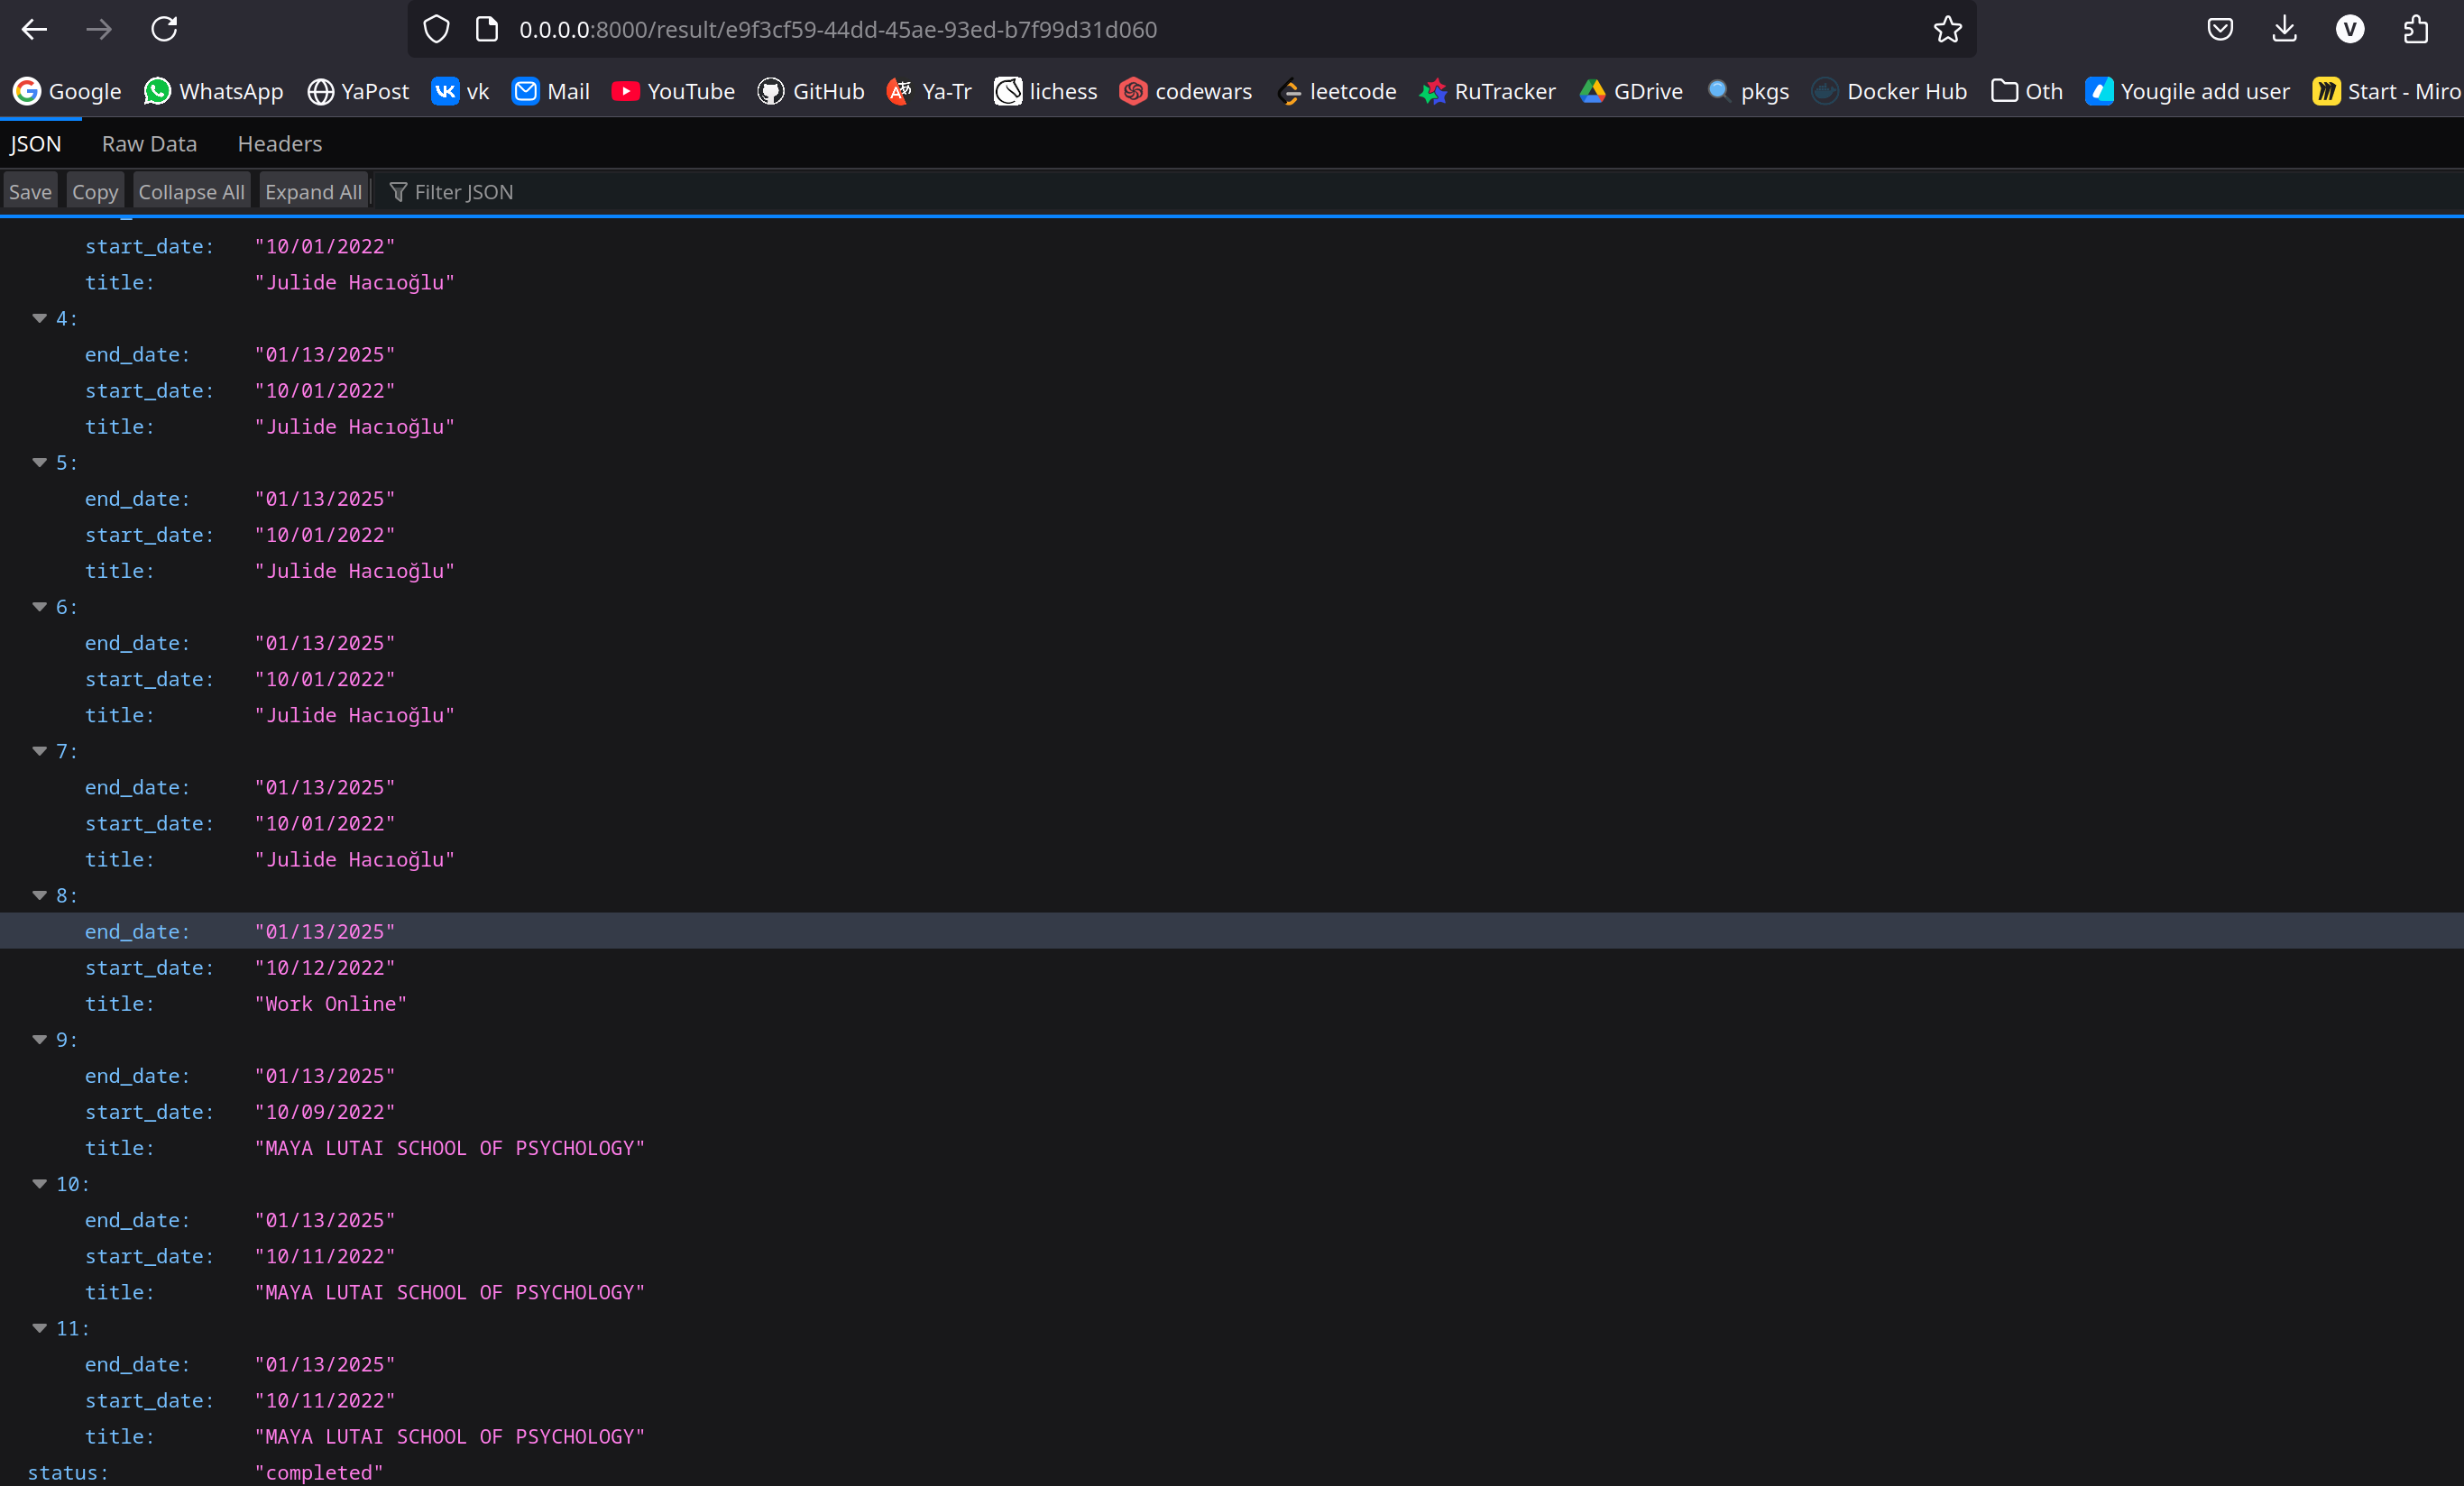 0.0.0.0:8000/result/e9f3cf59-44dd-45ae-93ed-b7f99d31d060
V
Google WhatsApp YaPost vk Mail YouTube GitHub Ya-Tr lichess codewars leetcode RuTracker GDrive pkgs Docker Hub Oth Yougile add user Start - Miro
JSON Raw Data Headers
Save Copy Collapse All Expand All Filter JSON
start_date: "10/01/2022"
title: "Julide Hacıoğlu"
4:
end_date: "01/13/2025"
start_date: "10/01/2022"
title: "Julide Hacıoğlu"
5:
end_date: "01/13/2025"
start_date: "10/01/2022"
title: "Julide Hacıoğlu"
6:
end_date: "01/13/2025"
start_date: "10/01/2022"
title: "Julide Hacıoğlu"
7:
end_date: "01/13/2025"
start_date: "10/01/2022"
title: "Julide Hacıoğlu"
8:
end_date: "01/13/2025"
start_date: "10/12/2022"
title: "Work Online"
9:
end_date: "01/13/2025"
start_date: "10/09/2022"
title: "MAYA LUTAI SCHOOL OF PSYCHOLOGY"
10:
end_date: "01/13/2025"
start_date: "10/11/2022"
title: "MAYA LUTAI SCHOOL OF PSYCHOLOGY"
11:
end_date: "01/13/2025"
start_date: "10/11/2022"
title: "MAYA LUTAI SCHOOL OF PSYCHOLOGY"
status: "completed"